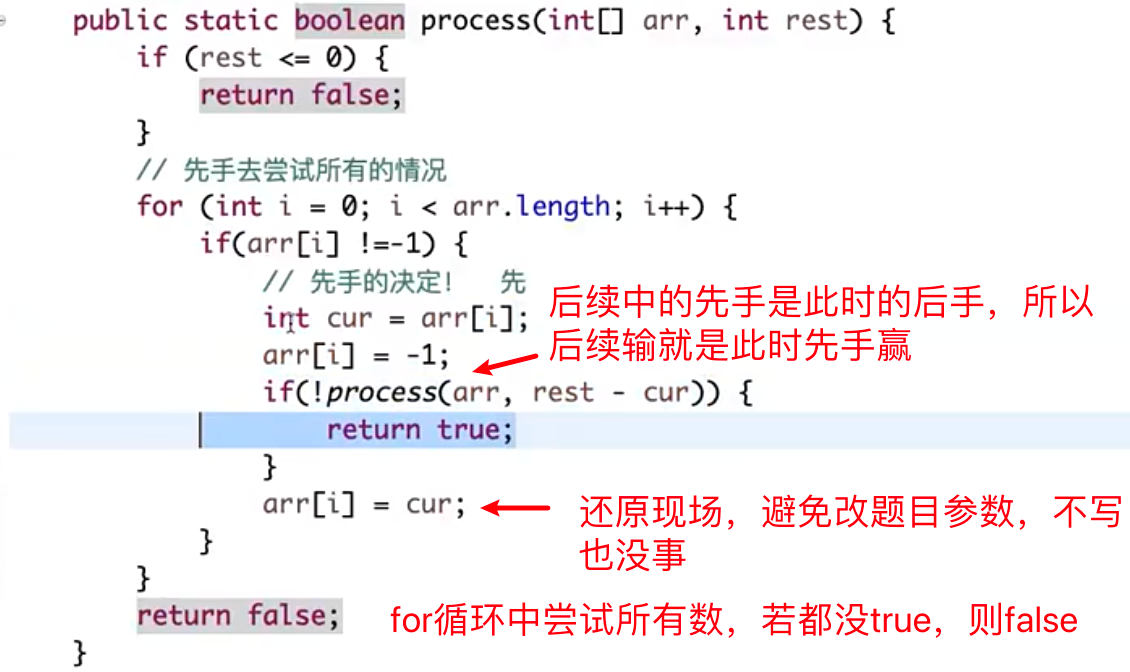 public static boolean process(int[] arr, int rest) {
if (rest <= 0) {
return false;
}
// 先手去尝试所有的情况
for (int i = 0; i < arr.length; i++) {
if(arr[i] !=-1) {
// 先手的决定! 先
int cur = arr[i];
后续中的先手是此时的后手，所以
后续输就是此时先手赢
arr[i] = -1;
if(!process(arr, rest - cur)) {
return true;
}
arr[i] = cur;
还原现场，避免改题目参数，不写
也没事
}
}
return false;
for循环中尝试所有数，若都没true，则false
}